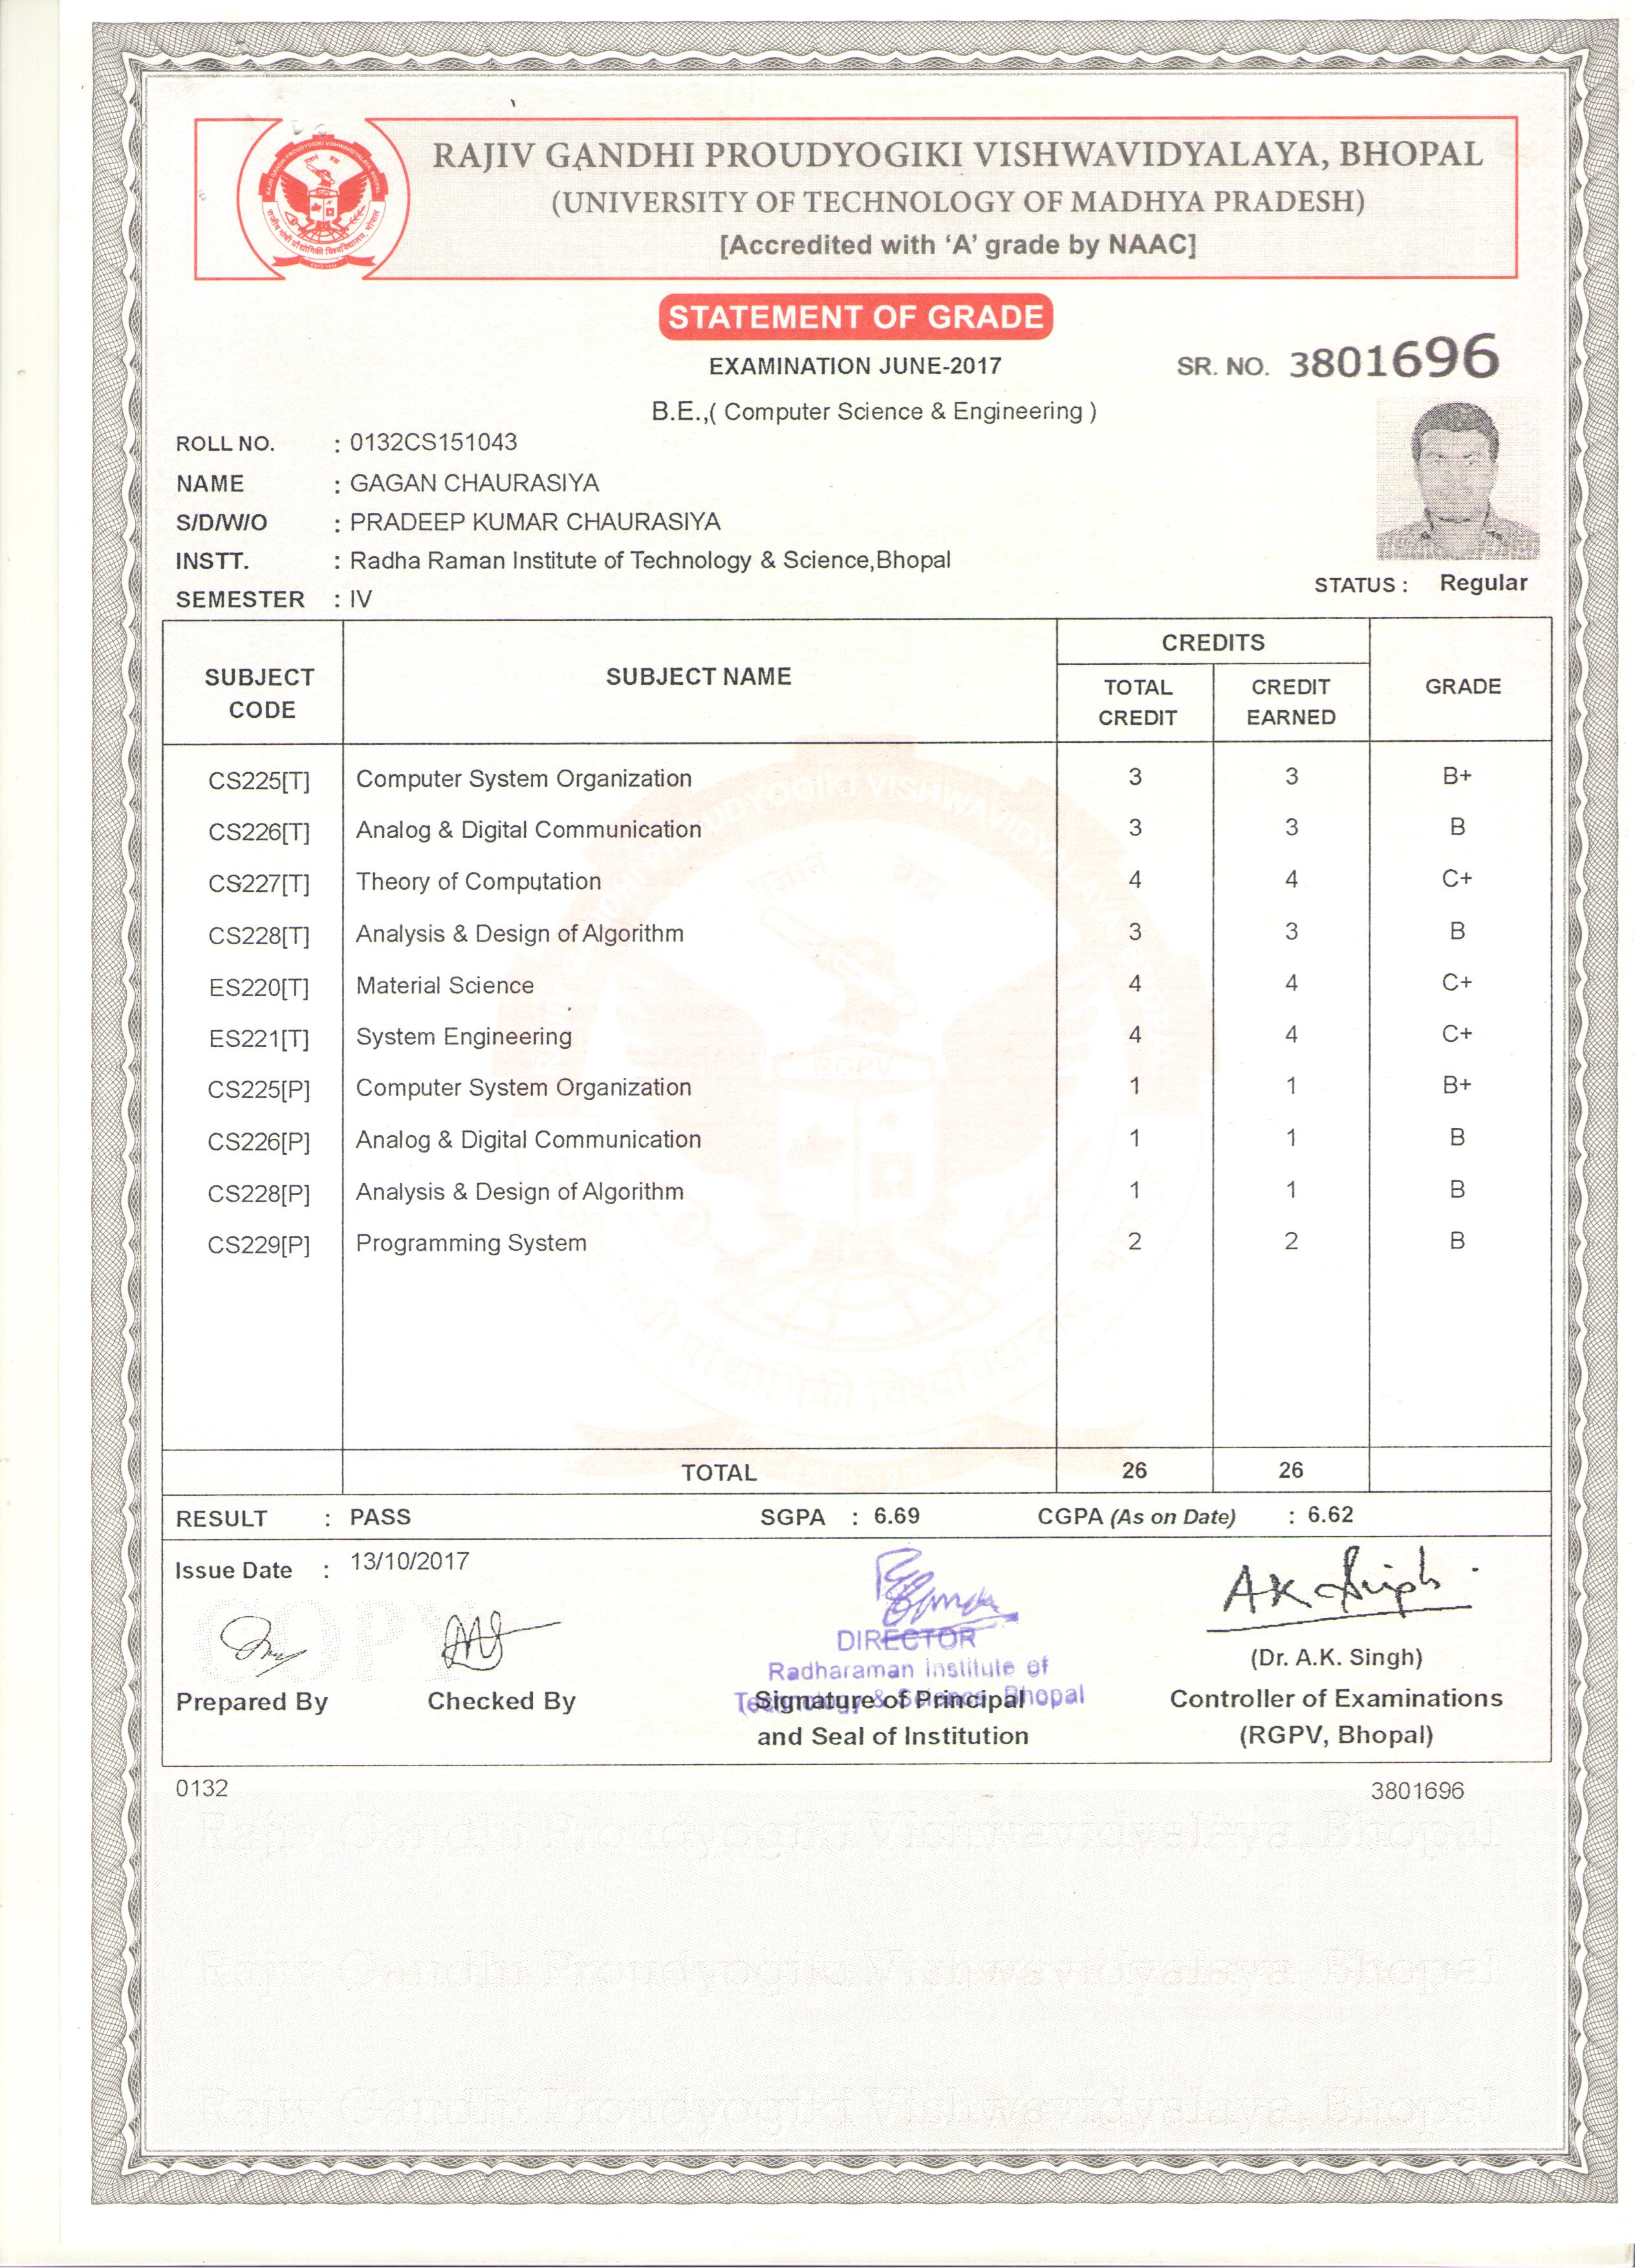 RAJIV GANDHI PROUDYOGIKI VISHWAVIDYALAYA, BHOPAL
(UNIVERSITY OF TECHNOLOGY OF MADHYA PRADESH)
[Accredited with ‘A’ grade by NAAC]
STATEMENT OF GRADE
EXAMINATION JUNE-2017
SR. NO. 3801696
B.E.,( Computer Science & Engineering )
ROLL NO. : 0132CS151043
NAME : GAGAN CHAURASIYA
S/D/W/O : PRADEEP KUMAR CHAURASIYA
INSTT. : Radha Raman Institute of Technology & Science,Bhopal
STATUS : Regular
SEMESTER : IV
SUBJECT CODE SUBJECT NAME CREDITS GRADE
TOTAL CREDIT CREDIT EARNED
CS225[T] Computer System Organization 3 3 B+
CS226[T] Analog & Digital Communication 3 3 B
CS227[T] Theory of Computation 4 4 C+
CS228[T] Analysis & Design of Algorithm 3 3 B
ES220[T] Material Science 4 4 C+
ES221[T] System Engineering 4 4 C+
CS225[P] Computer System Organization 1 1 B+
CS226[P] Analog & Digital Communication 1 1 B
CS228[P] Analysis & Design of Algorithm 1 1 B
CS229[P] Programming System 2 2 B
TOTAL 26 26
RESULT : PASS SGPA : 6.69 CGPA (As on Date) : 6.62
Issue Date : 13/10/2017
AK Singh
DIRECTOR
Radharaman Institute of
Technology & Science, Bhopal
(Dr. A.K. Singh)
Prepared By Checked By Signature of Principal Controller of Examinations
and Seal of Institution (RGPV, Bhopal)
0132 3801696
Rajiv Gandhi Proudyogiki Vishwavidyalaya, Bhopal
Rajiv Gandhi Proudyogiki Vishwavidyalaya, Bhopal
Rajiv Gandhi Proudyogiki Vishwavidyalaya, Bhopal